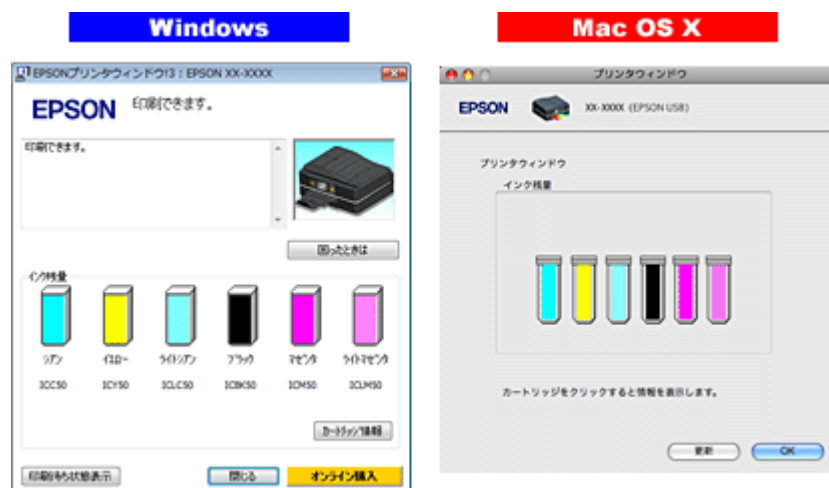 Windows
EPSONプリンタウィンドウ!3 : EPSON XX-XXXX
EPSON
印刷できます。
印刷できます。
困ったときは
インク残量
シアン
イエロー
ライトシアン
ブラック
マゼンタ
ライトマゼンタ
ICC50
ICY50
ICLC50
ICBK50
ICM50
ICLM50
カートリッジ情報
印刷待ち状態表示
閉じる
オンライン購入
Mac OS X
プリンタウィンドウ
EPSON
XX-XXXX (EPSON USB)
プリンタウィンドウ
インク残量
カートリッジをクリックすると情報を表示します。
更新
OK